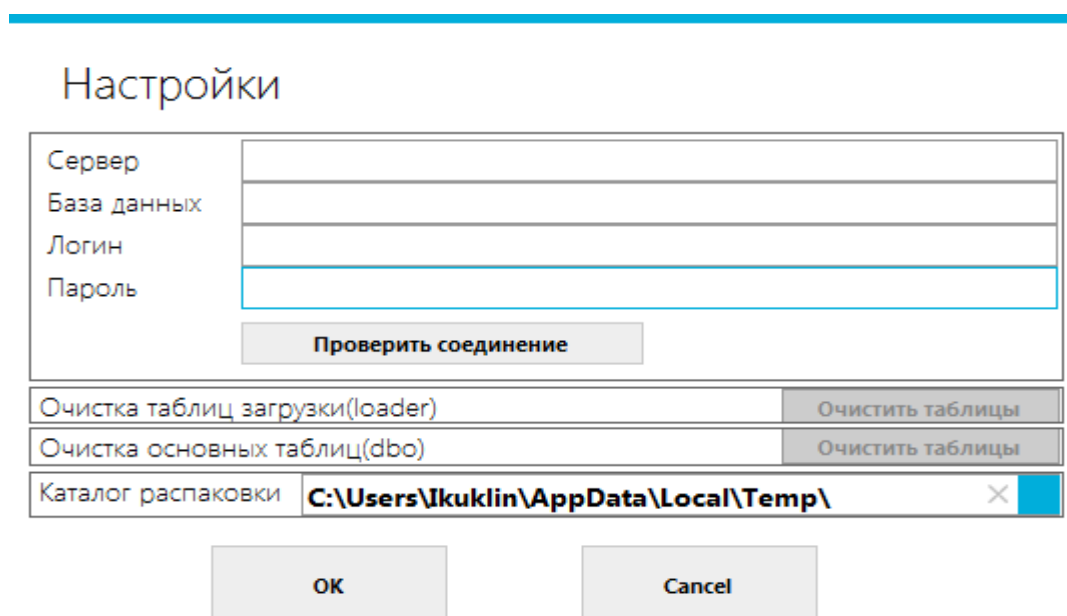 Настройки
Сервер
База данных
Логин
Пароль
Проверить соединение
Очистка таблиц загрузки(loader) Очистить таблицы
Очистка основных таблиц(dbo) Очистить таблицы
Каталог распаковки C:\Users\Ikuklin\AppData\Local\Temp\
OK Cancel